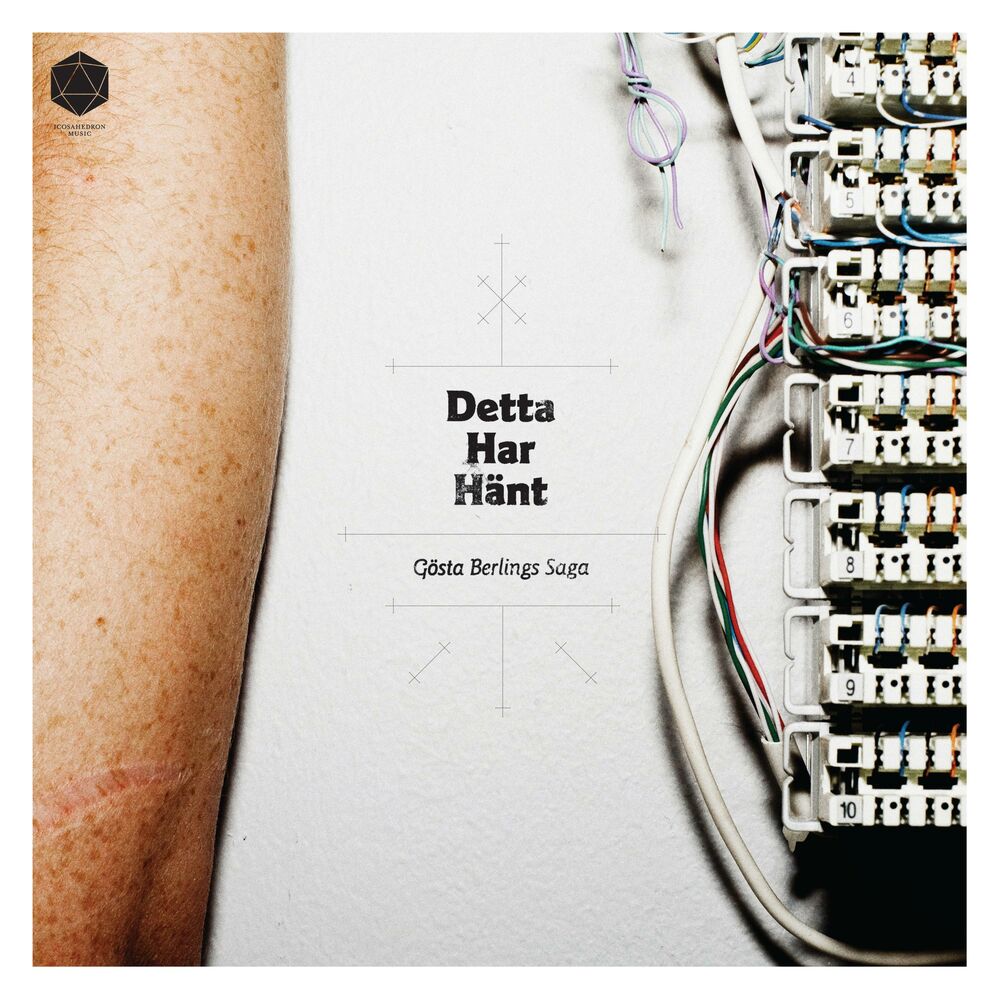 ICOSAHEDRON
MUSIC
Detta
Har
Hänt
Gösta Berlings Saga
4
5
6
7
8
9
10